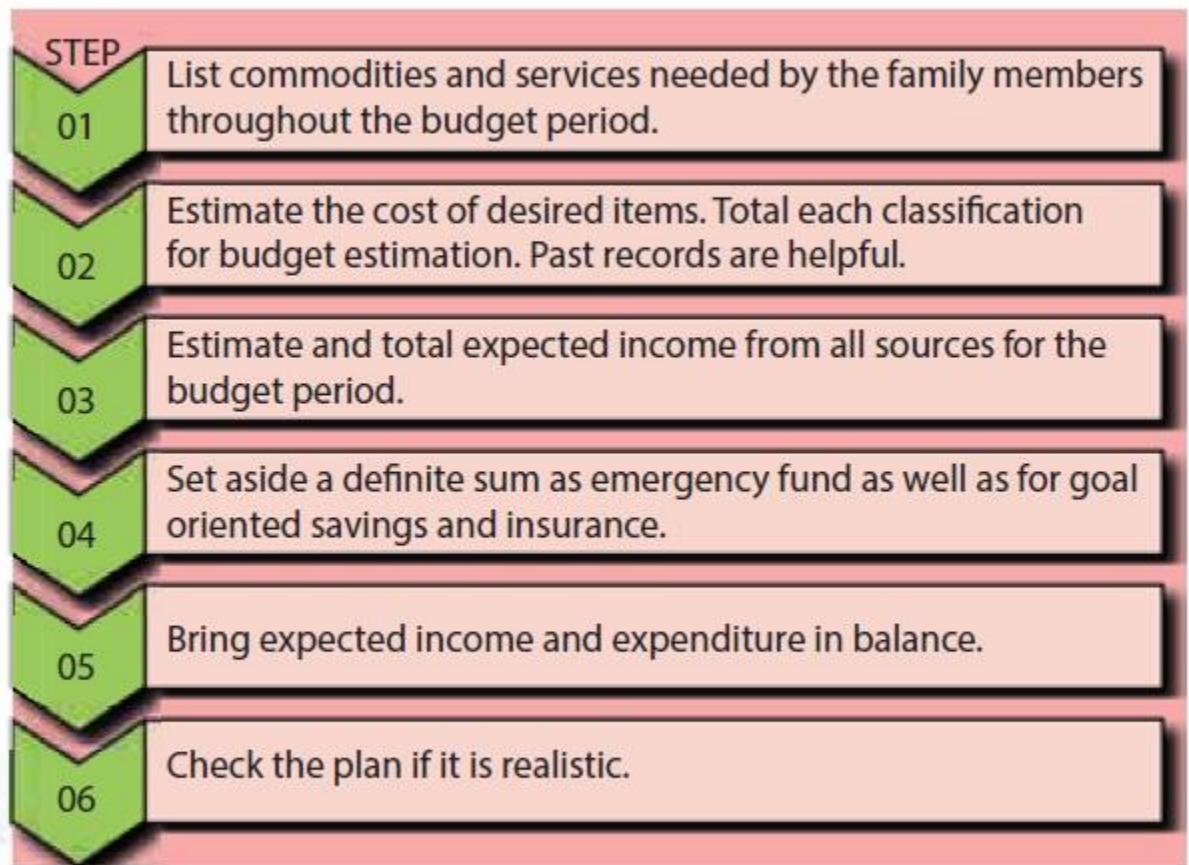 STEP
01
List commodities and services needed by the family members
throughout the budget period.
02
Estimate the cost of desired items. Total each classification
for budget estimation. Past records are helpful.
03
Estimate and total expected income from all sources for the
budget period.
04
Set aside a definite sum as emergency fund as well as for goal
oriented savings and insurance.
05
Bring expected income and expenditure in balance.
06
Check the plan if it is realistic.